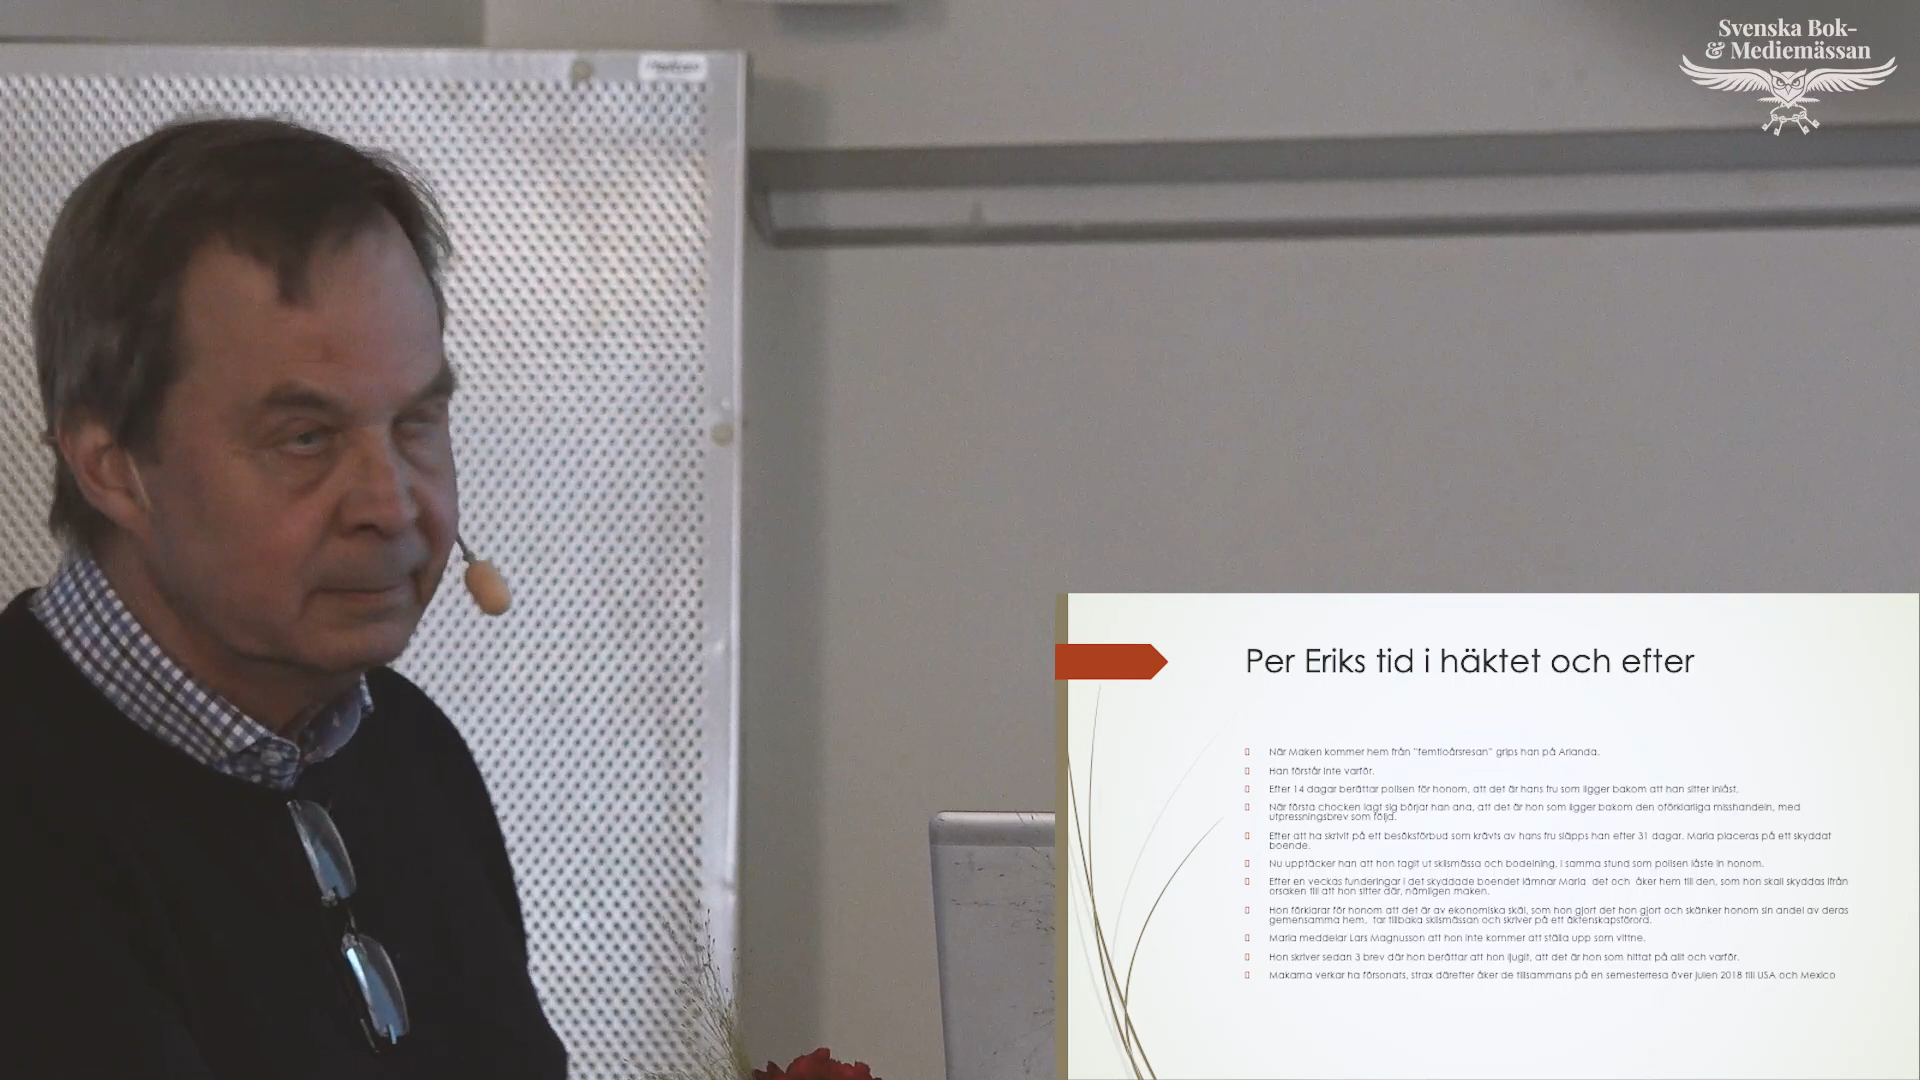 Svenska Bok-
& Mediemässan
Per Eriks tid i häktet och efter
När Maken kommer hem från "femtioårsresan" grips han på Arlanda.
Han förstår inte varför.
Efter 14 dagar berättar polisen för honom, att det är hans fru som ligger bakom att han sitter inlåst.
När första chocken lagt sig börjar han ana, att det är hon som ligger bakom den oförklarliga misshandeln, med
utpressningsbrev som följd.
Efter att ha skrivit på ett besöksförbud som krävts av hans fru släpps han efter 31 dagar. Maria placeras på ett skyddat
boende.
Nu upptäcker han att hon tagit ut skilsmässa och bodelning, i samma stund som polisen låste in honom.
Efter en veckas funderingar i det skyddade boendet lämnar Maria det och åker hem till den, som hon skall skyddas ifrån
orsaken till att hon sitter där, nämligen maken.
Hon förklarar för honom att det är av ekonomiska skäl, som hon gjort det hon gjort och skänker honom sin andel av deras
gemensamma hem, tar tillbaka skilsmässan och skriver på ett äktenskapsförord.
Maria meddelar Lars Magnusson att hon inte kommer att ställa upp som vittne.
Hon skriver sedan 3 brev där hon berättar att hon ljugit, att det är hon som hittat på allt och varför.
Makarna verkar ha försonats, strax därefter åker de tillsammans på en semesterresa över julen 2018 till USA och Mexico